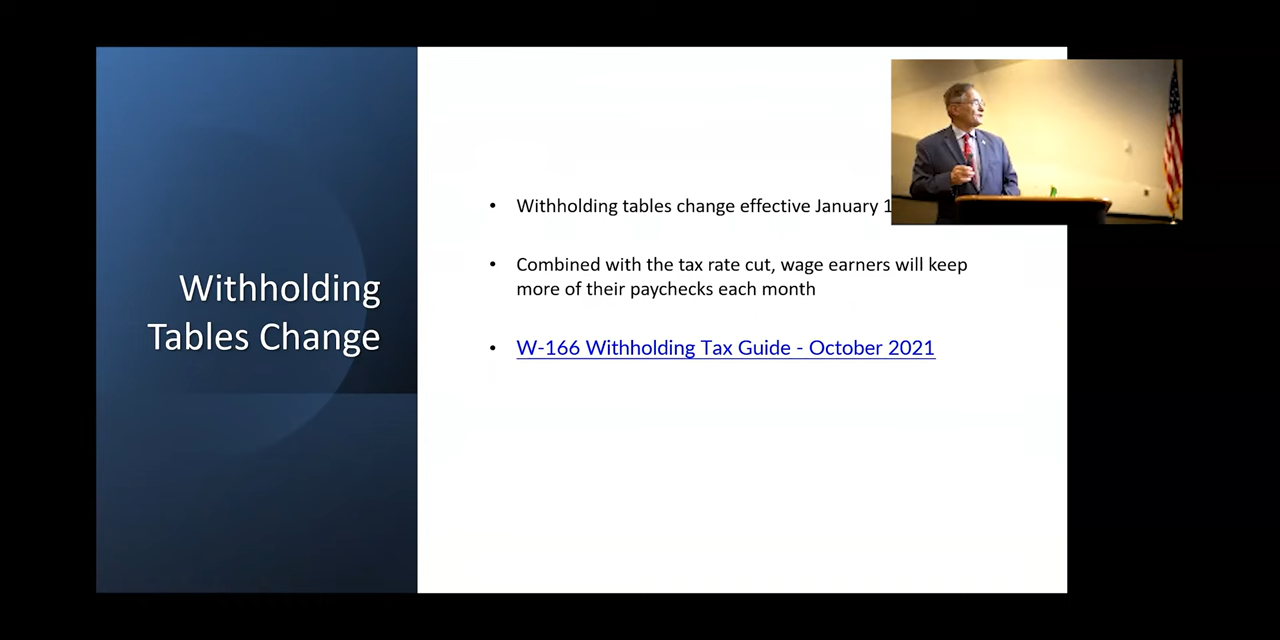 Withholding
Tables Change
• Withholding tables change effective January 1
• Combined with the tax rate cut, wage earners will keep
more of their paychecks each month
• W-166 Withholding Tax Guide - October 2021